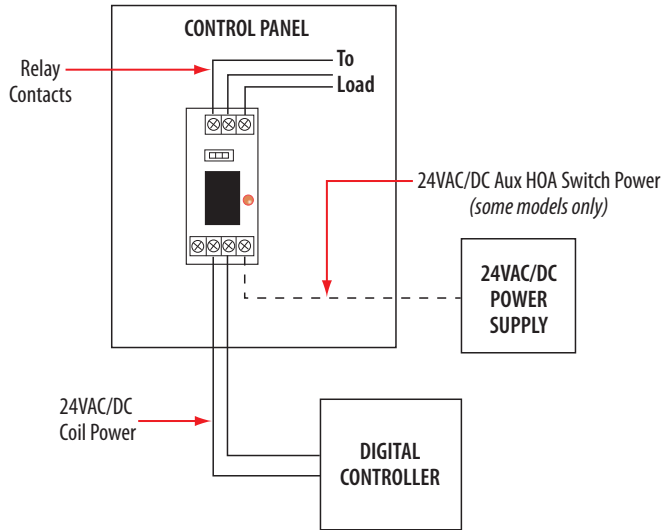 CONTROL PANEL
To
Load
Relay
Contacts
24VAC/DC Aux HOA Switch Power
(some models only)
24VAC/DC
POWER
SUPPLY
24VAC/DC
Coil Power
DIGITAL
CONTROLLER